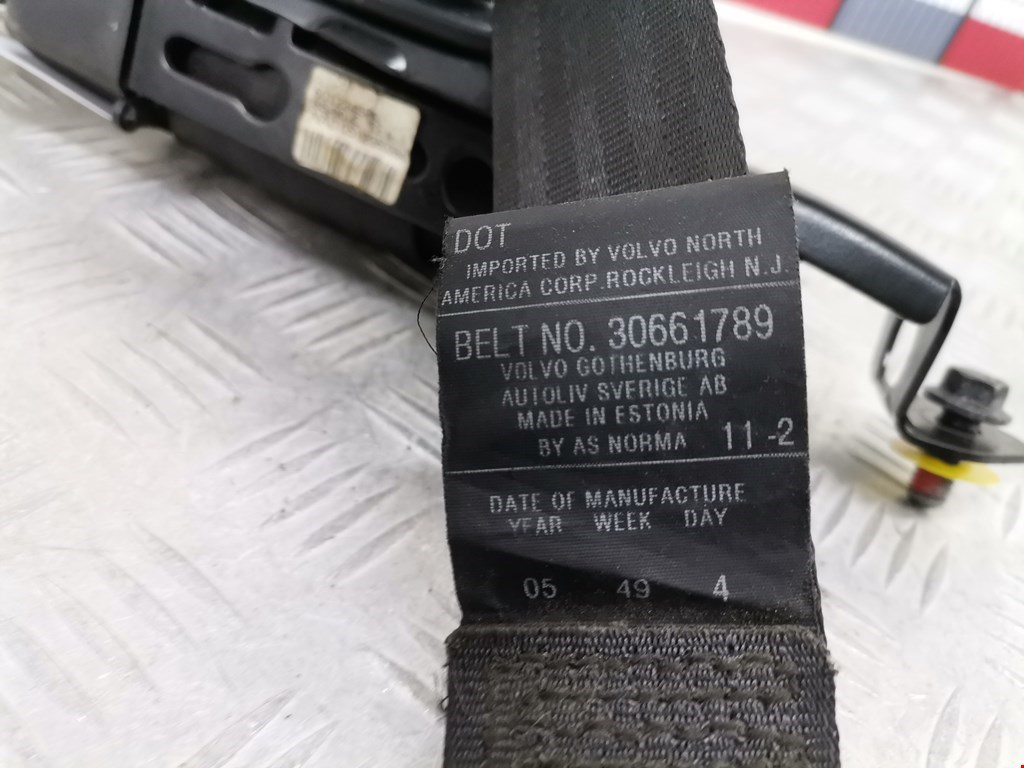 DOT
IMPORTED BY VOLVO NORTH
AMERICA CORP.ROCKLEIGH N.J.
BELT NO. 30661789
VOLVO GOTHENBURG
AUTOLIV SVERIGE AB
MADE IN ESTONIA
BY AS NORMA 11 -2
DATE OF MANUFACTURE
YEAR WEEK DAY
05 49 4